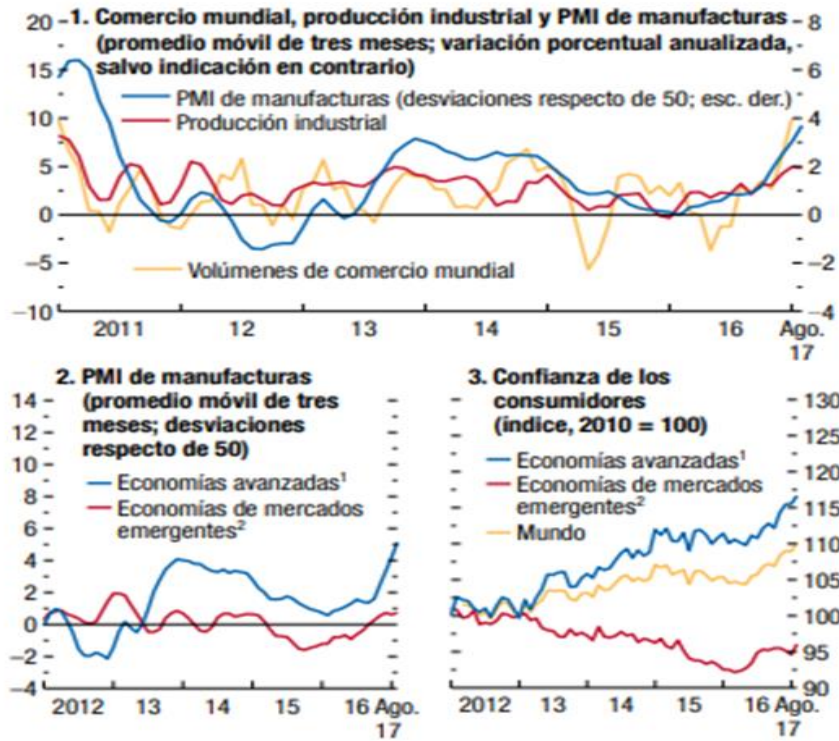 1. Comercio mundial, producción industrial y PMI de manufacturas
(promedio móvil de tres meses; variación porcentual anualizada,
salvo indicación en contrario)
PMI de manufacturas (desviaciones respecto de 50; esc. der.)
Producción industrial
Volúmenes de comercio mundial
20
15
10
5
0
−5
−10
8
6
4
2
0
−2
−4
2011 12 13 14 15 16 Ago.
17
2. PMI de manufacturas
(promedio móvil de tres
meses; desviaciones
respecto de 50)
Economías avanzadas¹
Economías de mercados
emergentes²
14
12
10
8
6
4
2
0
−2
−4
2012 13 14 15 16 Ago.
17
3. Confianza de los
consumidores
(índice, 2010 = 100)
Economías avanzadas¹
Economías de mercados
emergentes²
Mundo
130
125
120
115
110
105
100
95
90
2012 13 14 15 16 Ago.
17